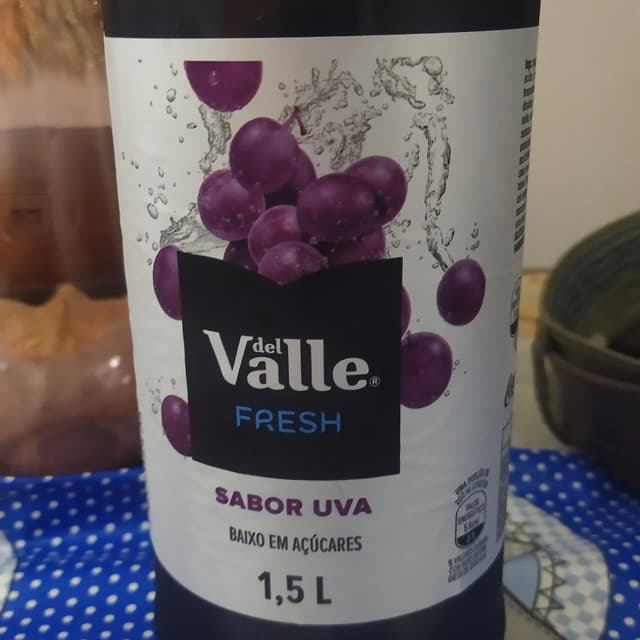 del
Valle®
FRESH
SABOR UVA
BAIXO EM AÇÚCARES
1,5 L